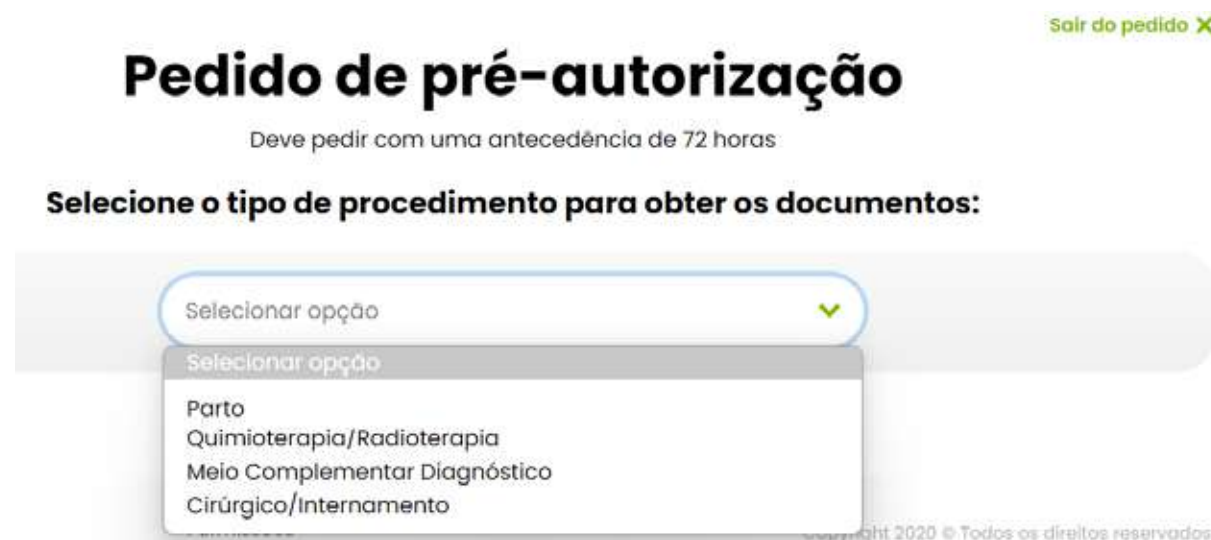 Sair do pedido X
Pedido de pré-autorização
Deve pedir com uma antecedência de 72 horas
Selecione o tipo de procedimento para obter os documentos:
Selecionar opção
Selecionar opção
Parto
Quimioterapia/Radioterapia
Meio Complementar Diagnóstico
Cirúrgico/Internamento
2020 © Todos os direitos reservados